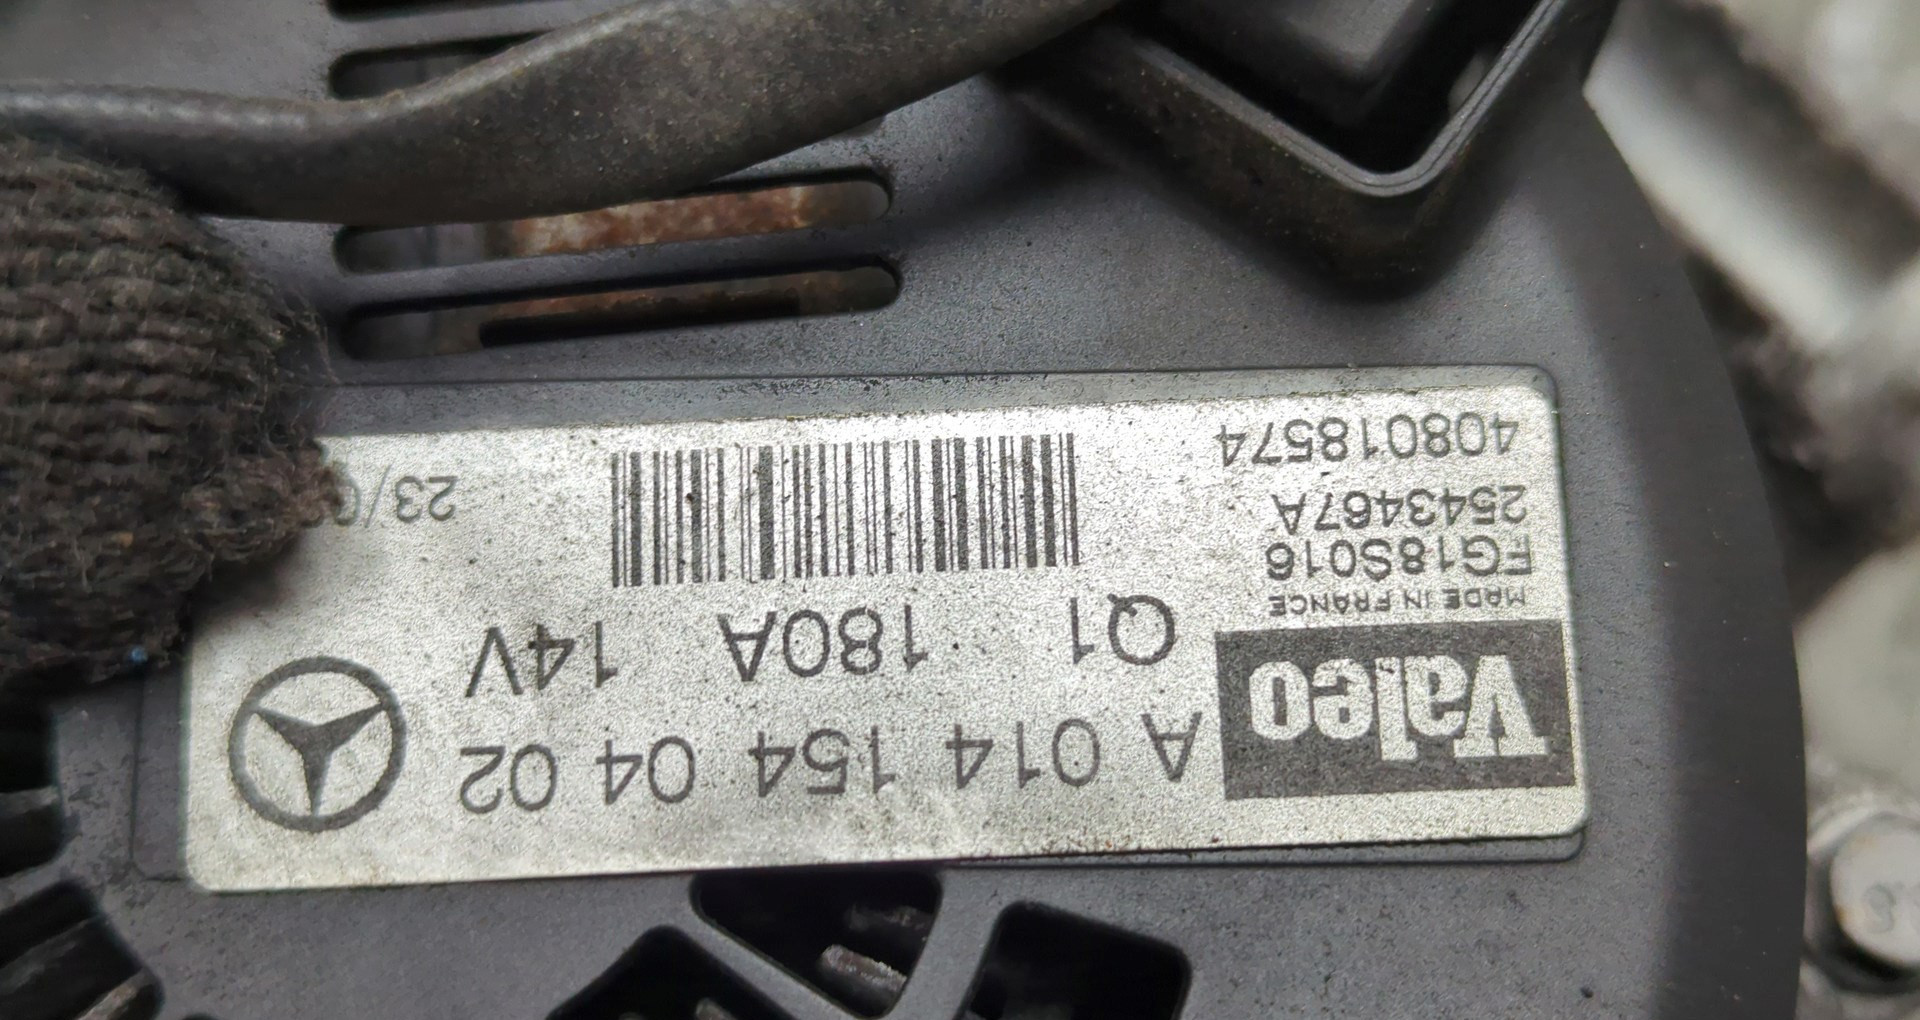 Valeo
A 014 154 04 02
Q1 180A 14V
MADE IN FRANCE
FG18S016
2543467A
408018574